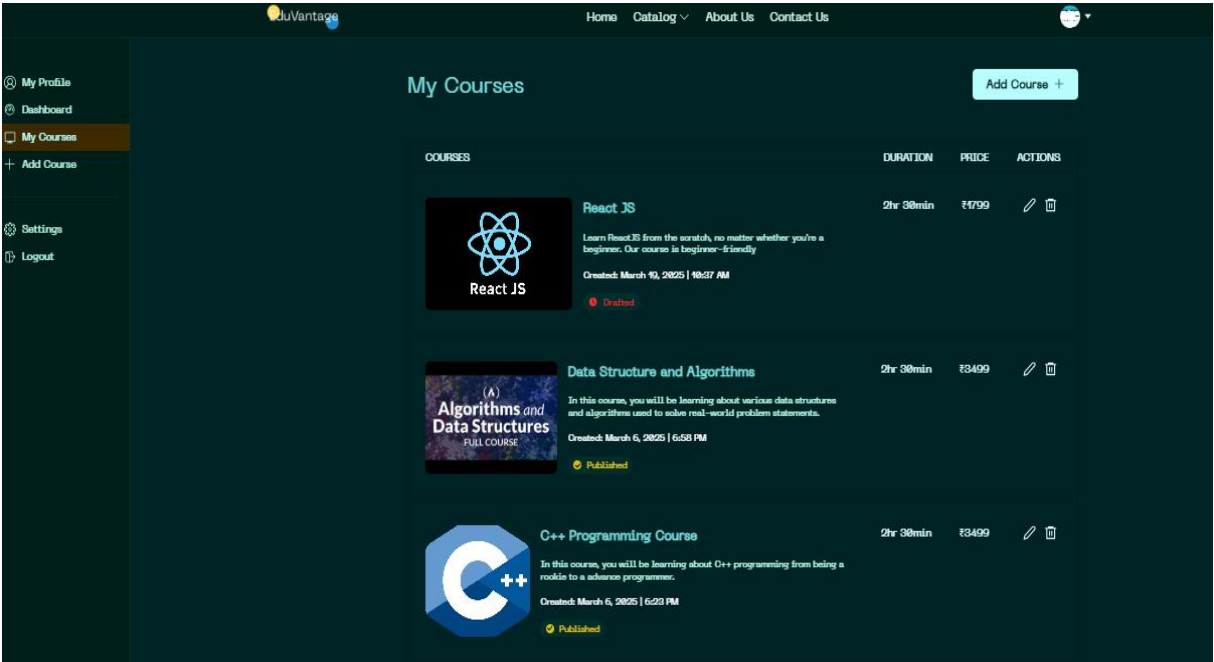 EduVantage
Home Catalog About Us Contact Us
My Profile
Dashboard
My Courses
Add Course
Settings
Logout
My Courses
Add Course +
COURSES DURATION PRICE ACTIONS
React JS
React JS 2hr 30min ₹1799
Learn ReactJS from the scratch, no matter whether you're a
beginner. Our course is beginner-friendly
Created: March 19, 2025 | 10:37 AM
Drafted
(A)
Algorithms and
Data Structures
FULL COURSE
Data Structure and Algorithms 2hr 30min ₹3499
In this course, you will be learning about various data structures
and algorithms used to solve real-world problem statements.
Created: March 6, 2025 | 6:58 PM
Published
C++
C++ Programming Course 2hr 30min ₹3499
In this course, you will be learning about C++ programming from being a
rookie to a advance programmer.
Created: March 6, 2025 | 6:23 PM
Published